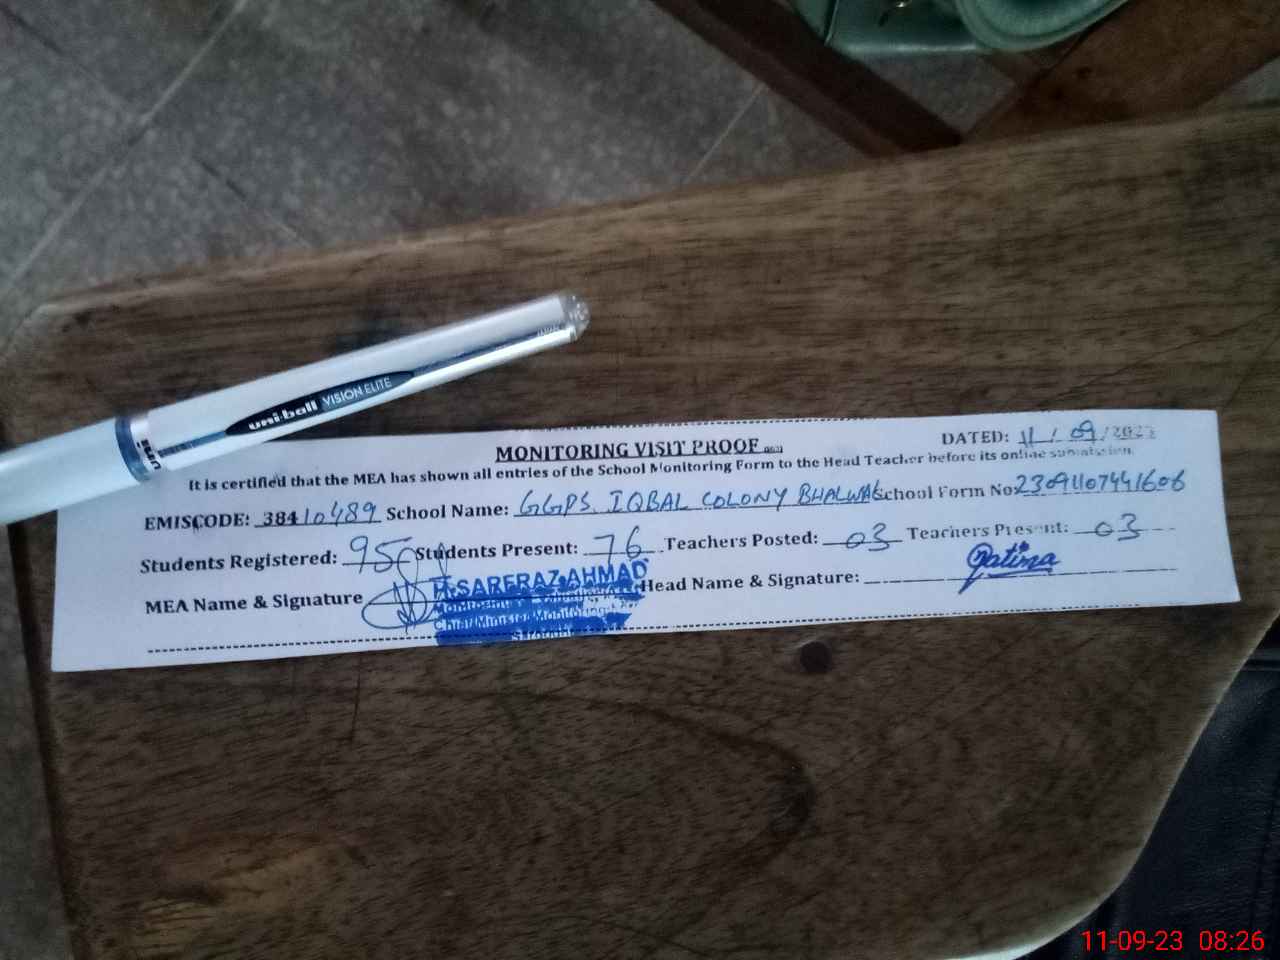 uni-ball VISION ELITE
uni
MONITORING VISIT PROOF
DATED: 11/09/2023
It is certified that the MEA has shown all entries of the School Monitoring Form to the Head Teacher before its online submission.
EMISCODE: 38410489 School Name: GGPS IQBAL COLONY BHALWAL School Form No 23091107441606
Students Registered: 95 Students Present: 76 Teachers Posted: 03 Teachers Present: 03
MEA Name & Signature SARFRAZ AHMAD Head Name & Signature: Fatima
11-09-23 08:26